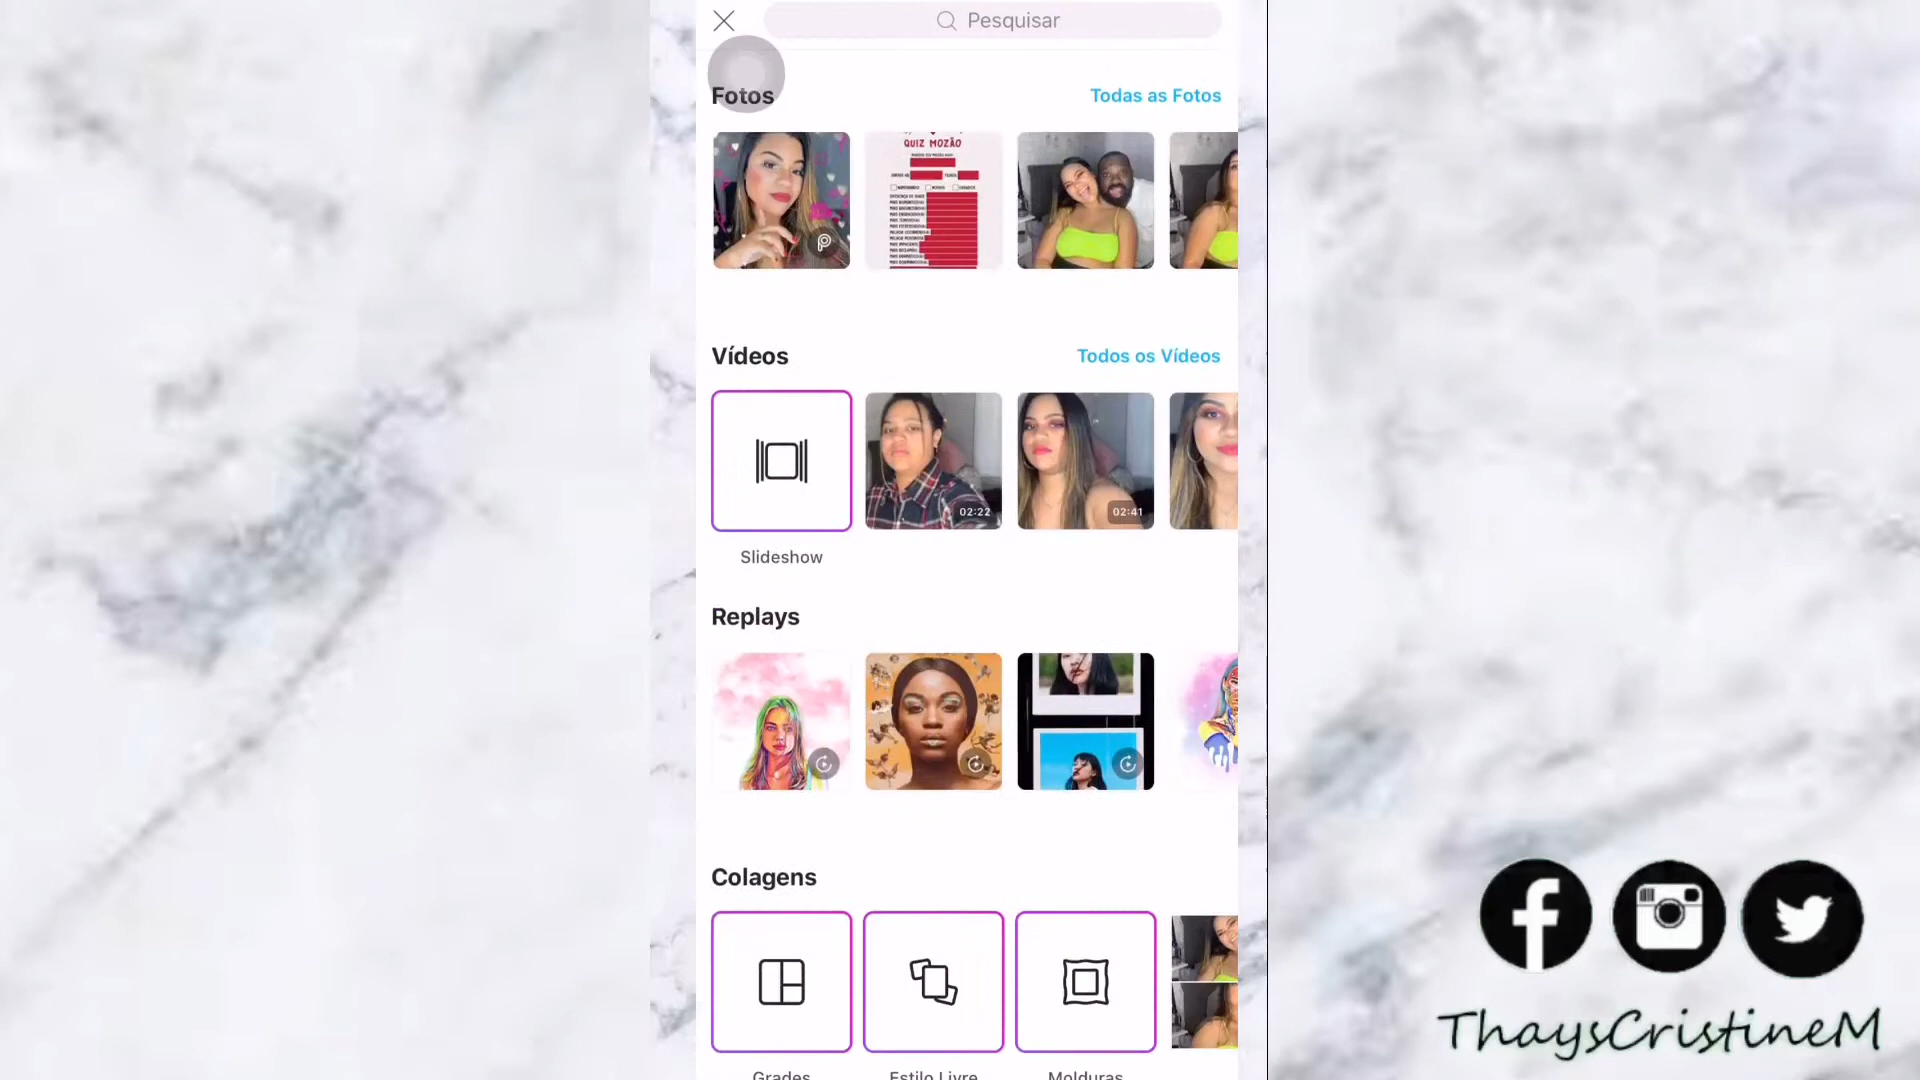 Pesquisar
Fotos
Todas as Fotos
QUIZ MOZÃO
Vídeos
Todos os Vídeos
02:22
02:41
Slideshow
Replays
Colagens
Grades
Estilo Livre
Molduras
ThaysCristineM